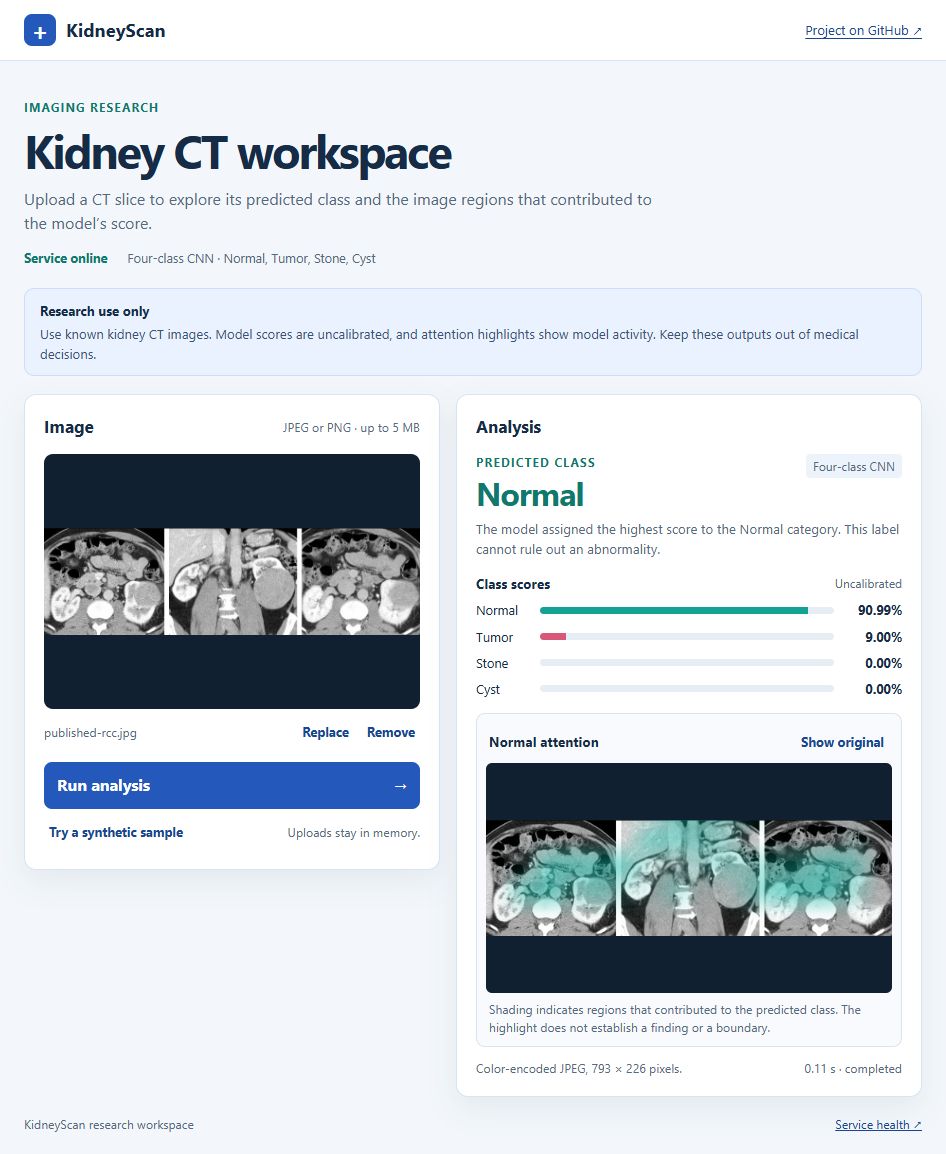 + KidneyScan
Project on GitHub ↗
IMAGING RESEARCH
Kidney CT workspace
Upload a CT slice to explore its predicted class and the image regions that contributed to
the model’s score.
Service online Four-class CNN · Normal, Tumor, Stone, Cyst
Research use only
Use known kidney CT images. Model scores are uncalibrated, and attention highlights show model activity. Keep these outputs out of medical
decisions.
Image JPEG or PNG · up to 5 MB
published-rcc.jpg Replace Remove
Run analysis →
Try a synthetic sample Uploads stay in memory.
Analysis
PREDICTED CLASS Four-class CNN
Normal
The model assigned the highest score to the Normal category. This label
cannot rule out an abnormality.
Class scores Uncalibrated
Normal 90.99%
Tumor 9.00%
Stone 0.00%
Cyst 0.00%
Normal attention Show original
Shading indicates regions that contributed to the predicted class. The
highlight does not establish a finding or a boundary.
Color-encoded JPEG, 793 × 226 pixels. 0.11 s · completed
KidneyScan research workspace Service health ↗